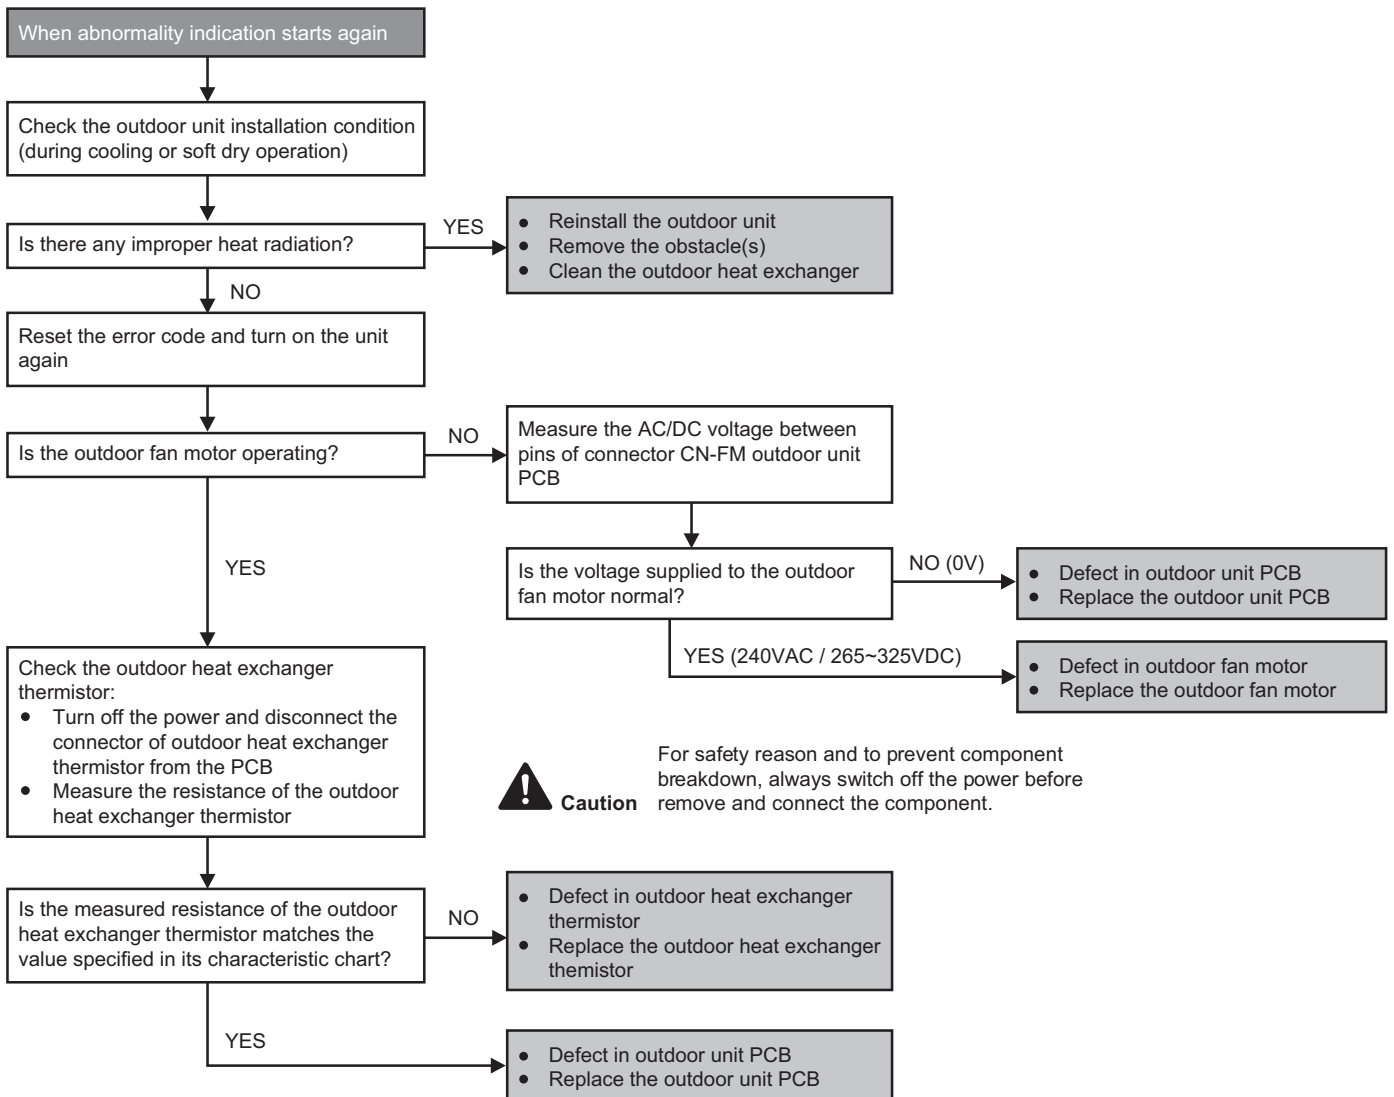 When abnormality indication starts again
Check the outdoor unit installation condition
(during cooling or soft dry operation)
Is there any improper heat radiation?
YES
● Reinstall the outdoor unit
● Remove the obstacle(s)
● Clean the outdoor heat exchanger
NO
Reset the error code and turn on the unit
again
Is the outdoor fan motor operating?
NO
Measure the AC/DC voltage between
pins of connector CN-FM outdoor unit
PCB
Is the voltage supplied to the outdoor
fan motor normal?
NO (0V)
● Defect in outdoor unit PCB
● Replace the outdoor unit PCB
YES (240VAC / 265~325VDC)
● Defect in outdoor fan motor
● Replace the outdoor fan motor
YES
Check the outdoor heat exchanger
thermistor:
● Turn off the power and disconnect the
connector of outdoor heat exchanger
thermistor from the PCB
● Measure the resistance of the outdoor
heat exchanger thermistor
Caution
For safety reason and to prevent component
breakdown, always switch off the power before
remove and connect the component.
Is the measured resistance of the outdoor
heat exchanger thermistor matches the
value specified in its characteristic chart?
NO
● Defect in outdoor heat exchanger
thermistor
● Replace the outdoor heat exchanger
themistor
YES
● Defect in outdoor unit PCB
● Replace the outdoor unit PCB